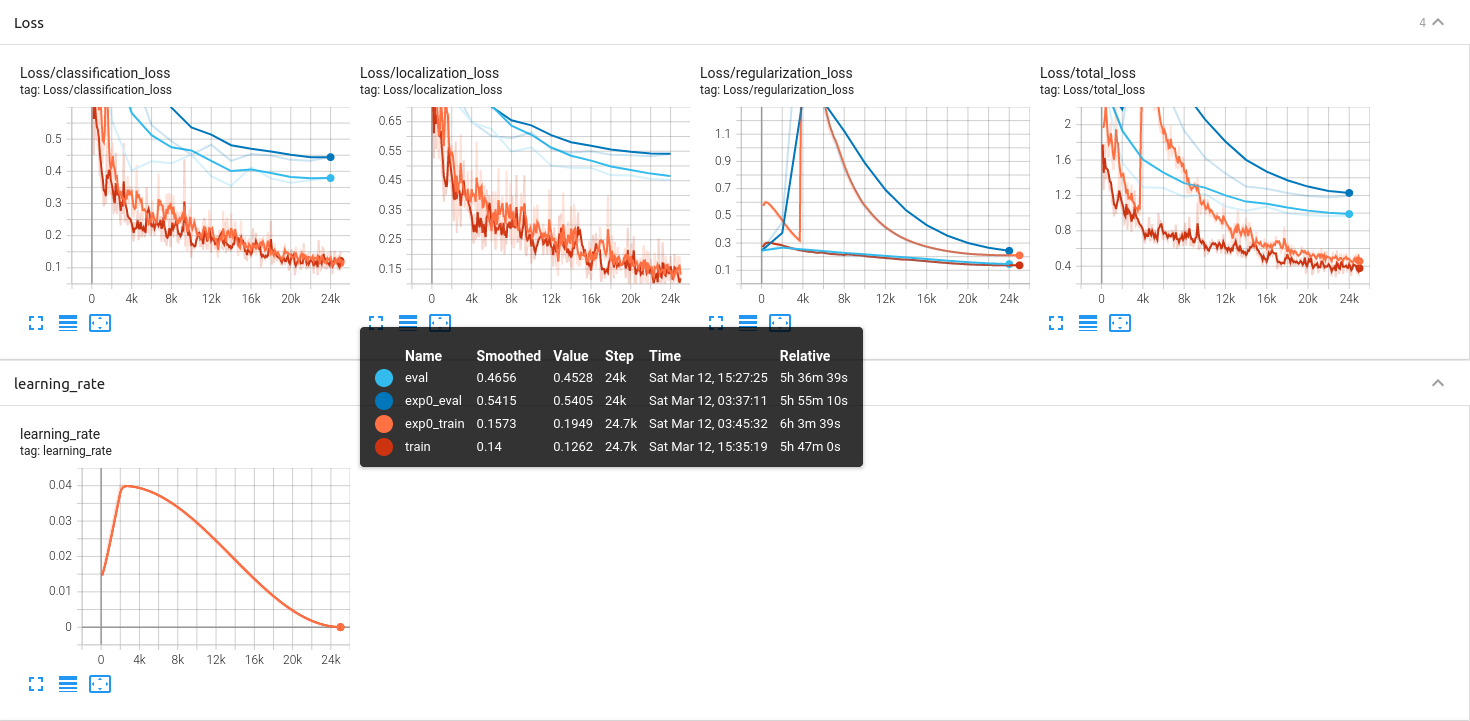 Loss
4
Loss/classification_loss
tag: Loss/classification_loss
0.5
0.4
0.3
0.2
0.1
0 4k 8k 12k 16k 20k 24k
Loss/localization_loss
tag: Loss/localization_loss
0.65
0.55
0.45
0.35
0.25
0.15
0 4k 8k 12k 16k 20k 24k
Loss/regularization_loss
tag: Loss/regularization_loss
1.1
0.9
0.7
0.5
0.3
0.1
0 4k 8k 12k 16k 20k 24k
Loss/total_loss
tag: Loss/total_loss
2
1.6
1.2
0.8
0.4
0 4k 8k 12k 16k 20k 24k
Name Smoothed Value Step Time Relative
eval 0.4656 0.4528 24k Sat Mar 12, 15:27:25 5h 36m 39s
exp0_eval 0.5415 0.5405 24k Sat Mar 12, 03:37:11 5h 55m 10s
exp0_train 0.1573 0.1949 24.7k Sat Mar 12, 03:45:32 6h 3m 39s
train 0.14 0.1262 24.7k Sat Mar 12, 15:35:19 5h 47m 0s
learning_rate
learning_rate
tag: learning_rate
0.04
0.03
0.02
0.01
0
0 4k 8k 12k 16k 20k 24k